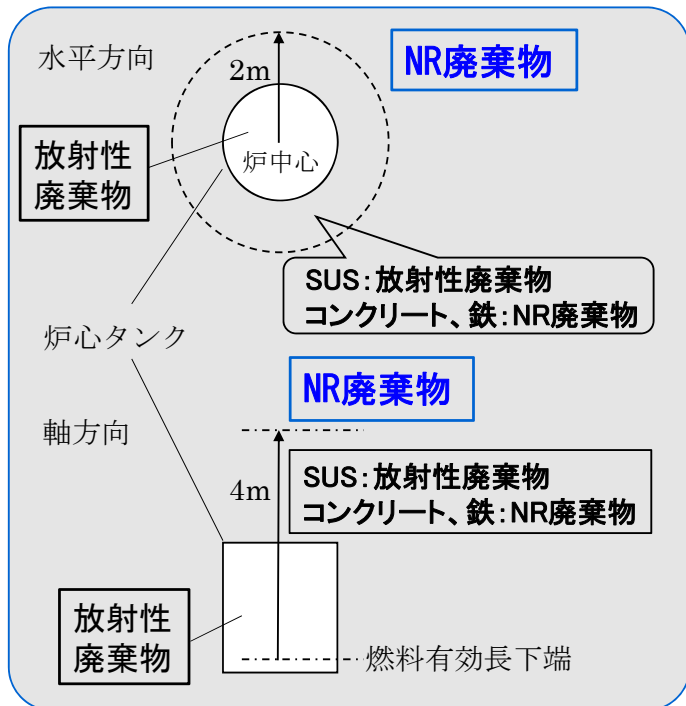 水平方向
NR廃棄物
2m
放射性
廃棄物
炉中心
SUS:放射性廃棄物
コンクリート、鉄:NR廃棄物
炉心タンク
NR廃棄物
軸方向
SUS:放射性廃棄物
コンクリート、鉄:NR廃棄物
4m
放射性
廃棄物
燃料有効長下端